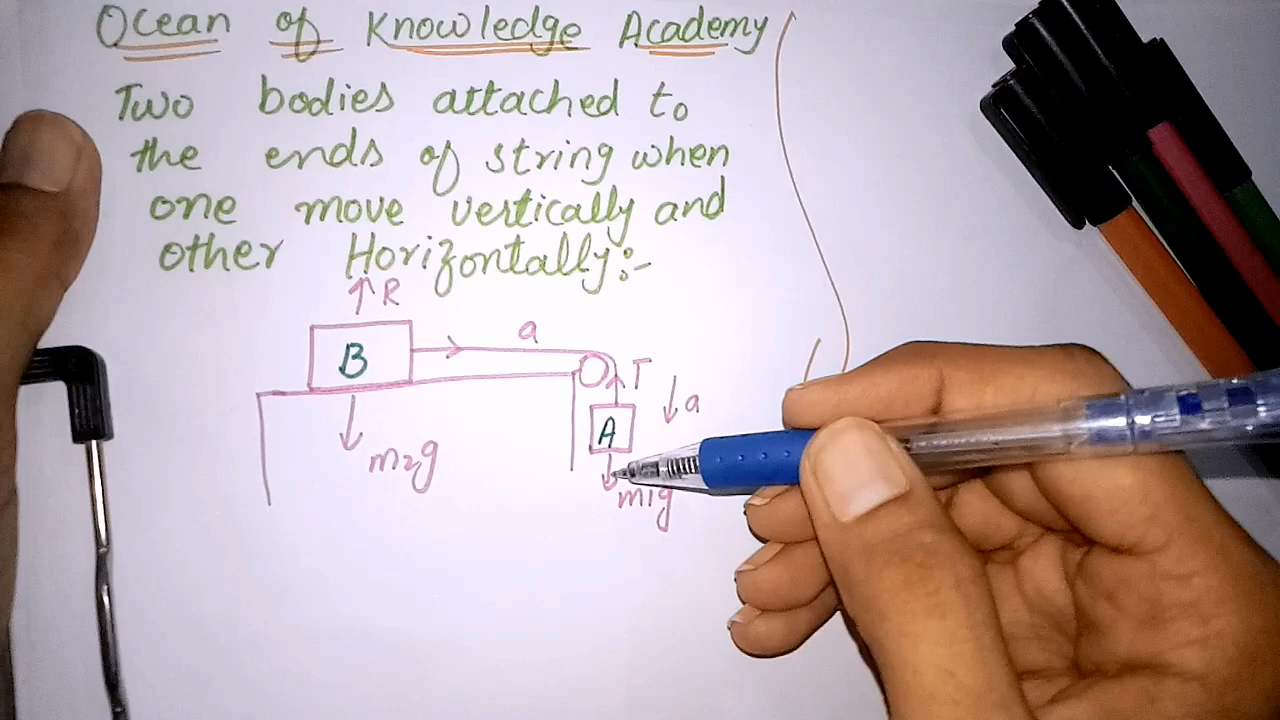 Ocean of Knowledge Academy
Two bodies attached to
the ends of string when
one move vertically and
other Horizontally:-
R
a
B
T
a
A
m2g
m1g